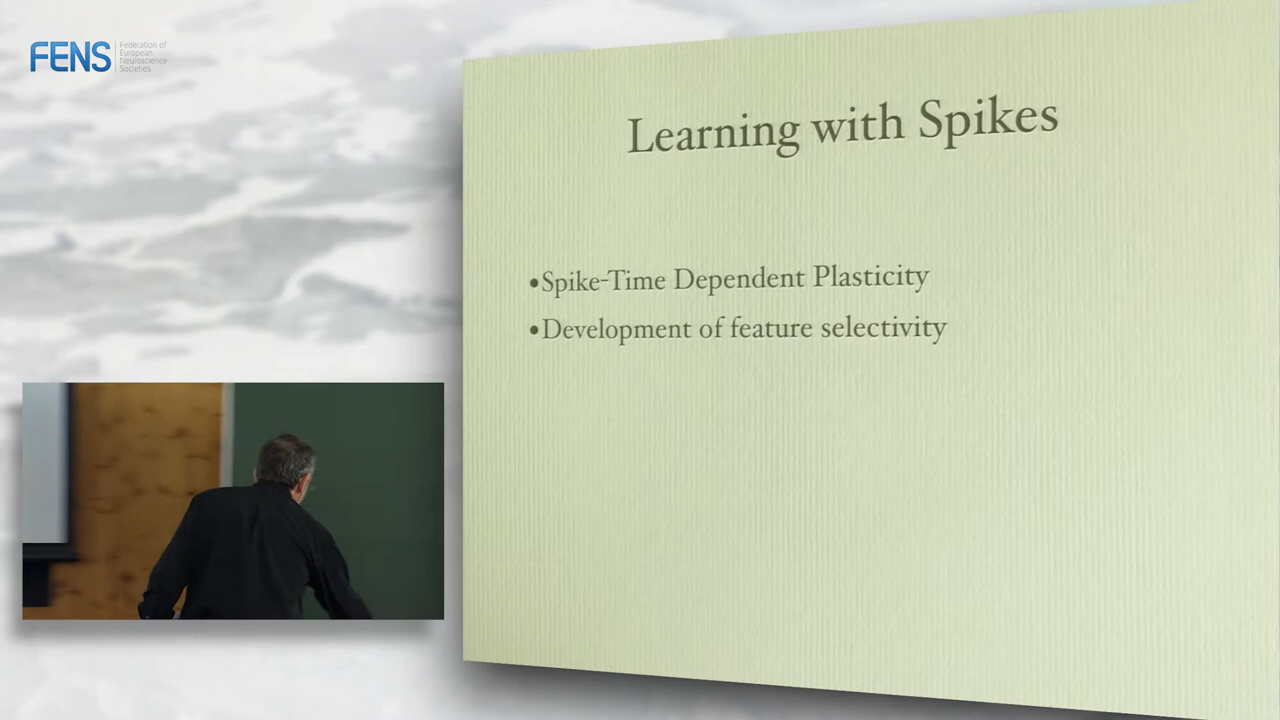 FENS
Federation of
European
Neuroscience
Societies
Learning with Spikes
•Spike-Time Dependent Plasticity
•Development of feature selectivity